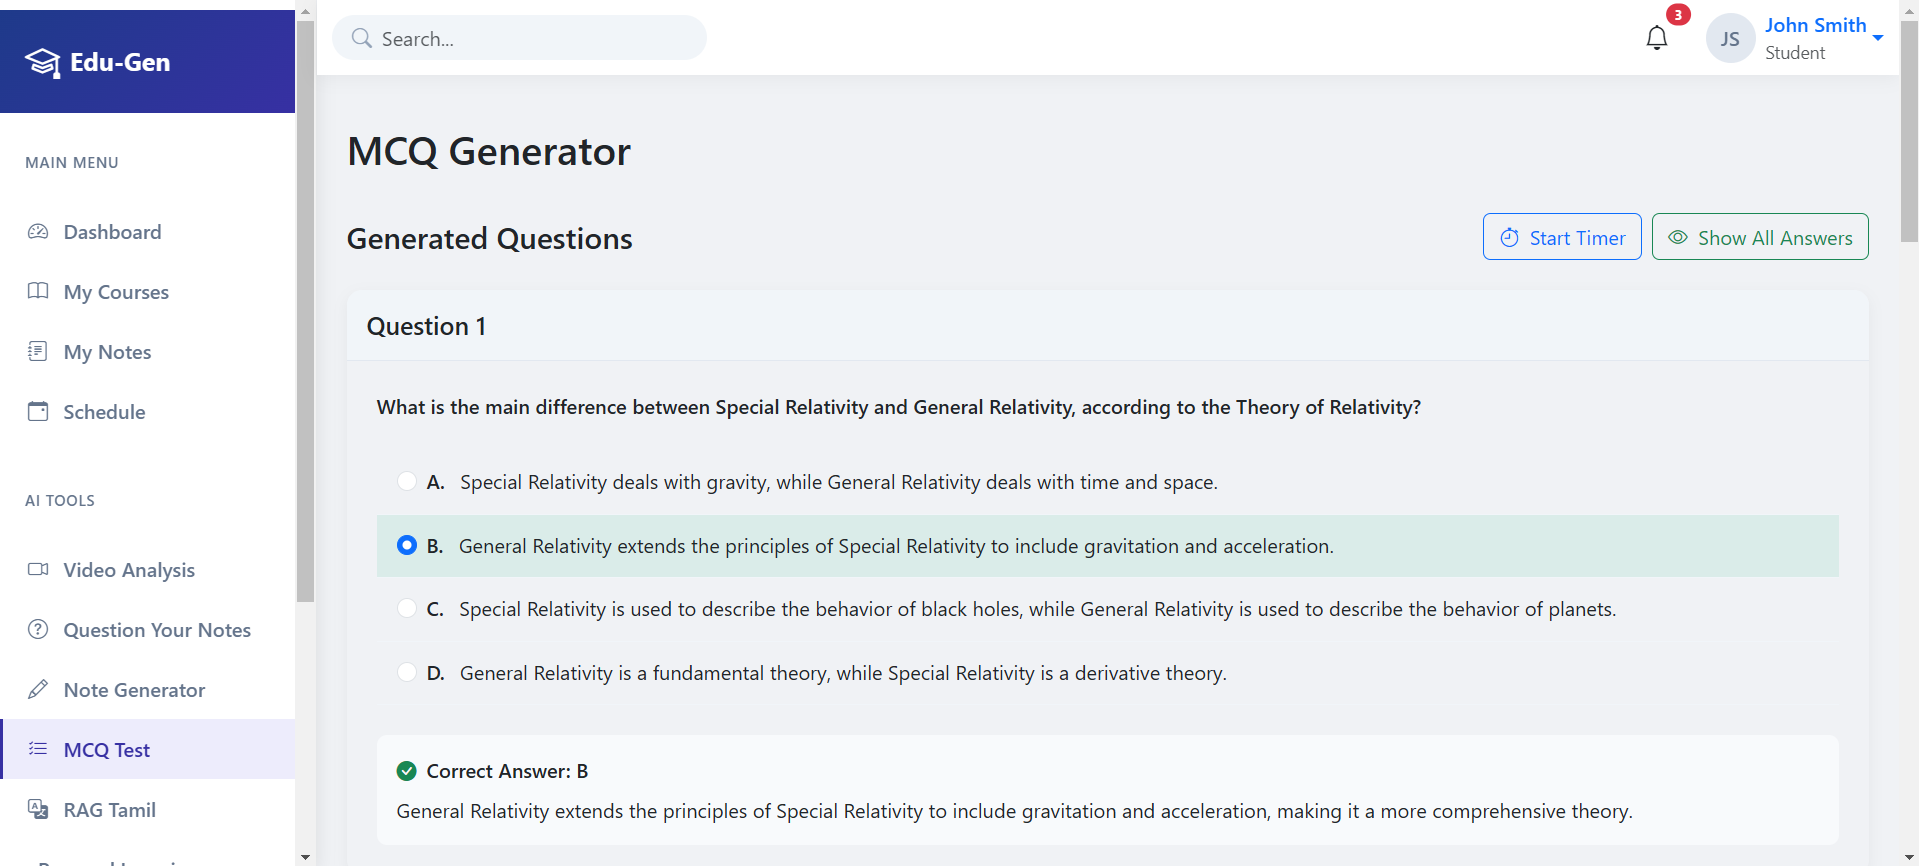 Edu-Gen
Search...
3
JS
John Smith
Student
MAIN MENU
Dashboard
My Courses
My Notes
Schedule
AI TOOLS
Video Analysis
Question Your Notes
Note Generator
MCQ Test
RAG Tamil
MCQ Generator
Generated Questions
Start Timer
Show All Answers
Question 1
What is the main difference between Special Relativity and General Relativity, according to the Theory of Relativity?
A. Special Relativity deals with gravity, while General Relativity deals with time and space.
B. General Relativity extends the principles of Special Relativity to include gravitation and acceleration.
C. Special Relativity is used to describe the behavior of black holes, while General Relativity is used to describe the behavior of planets.
D. General Relativity is a fundamental theory, while Special Relativity is a derivative theory.
Correct Answer: B
General Relativity extends the principles of Special Relativity to include gravitation and acceleration, making it a more comprehensive theory.